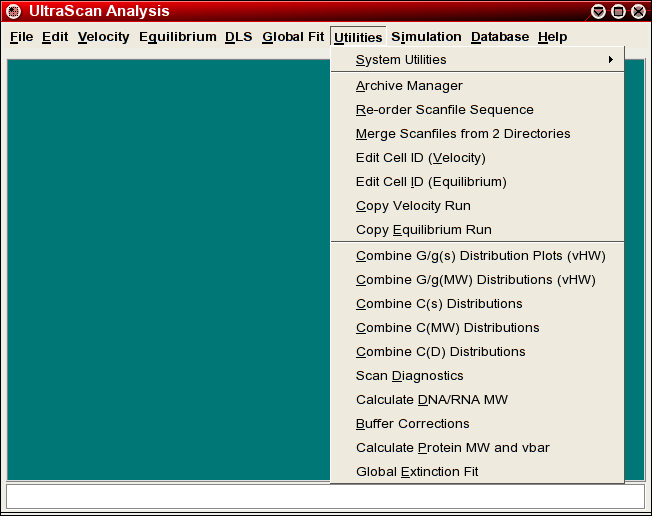 UltraScan Analysis
File Edit Velocity Equilibrium DLS Global Fit Utilities Simulation Database Help
System Utilities
Archive Manager
Re-order Scanfile Sequence
Merge Scanfiles from 2 Directories
Edit Cell ID (Velocity)
Edit Cell ID (Equilibrium)
Copy Velocity Run
Copy Equilibrium Run
Combine G/g(s) Distribution Plots (vHW)
Combine G/g(MW) Distributions (vHW)
Combine C(s) Distributions
Combine C(MW) Distributions
Combine C(D) Distributions
Scan Diagnostics
Calculate DNA/RNA MW
Buffer Corrections
Calculate Protein MW and vbar
Global Extinction Fit